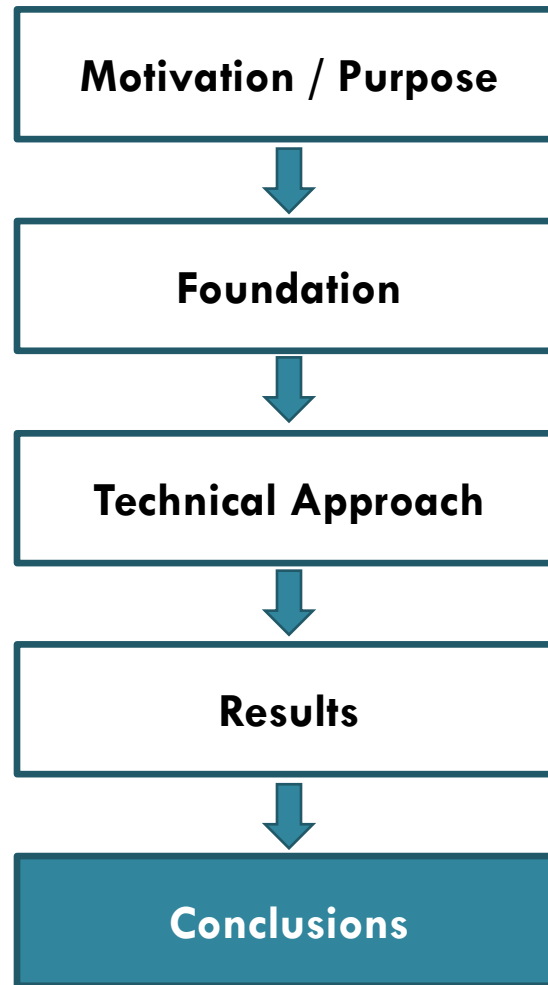 Motivation / Purpose
Foundation
Technical Approach
Results
Conclusions